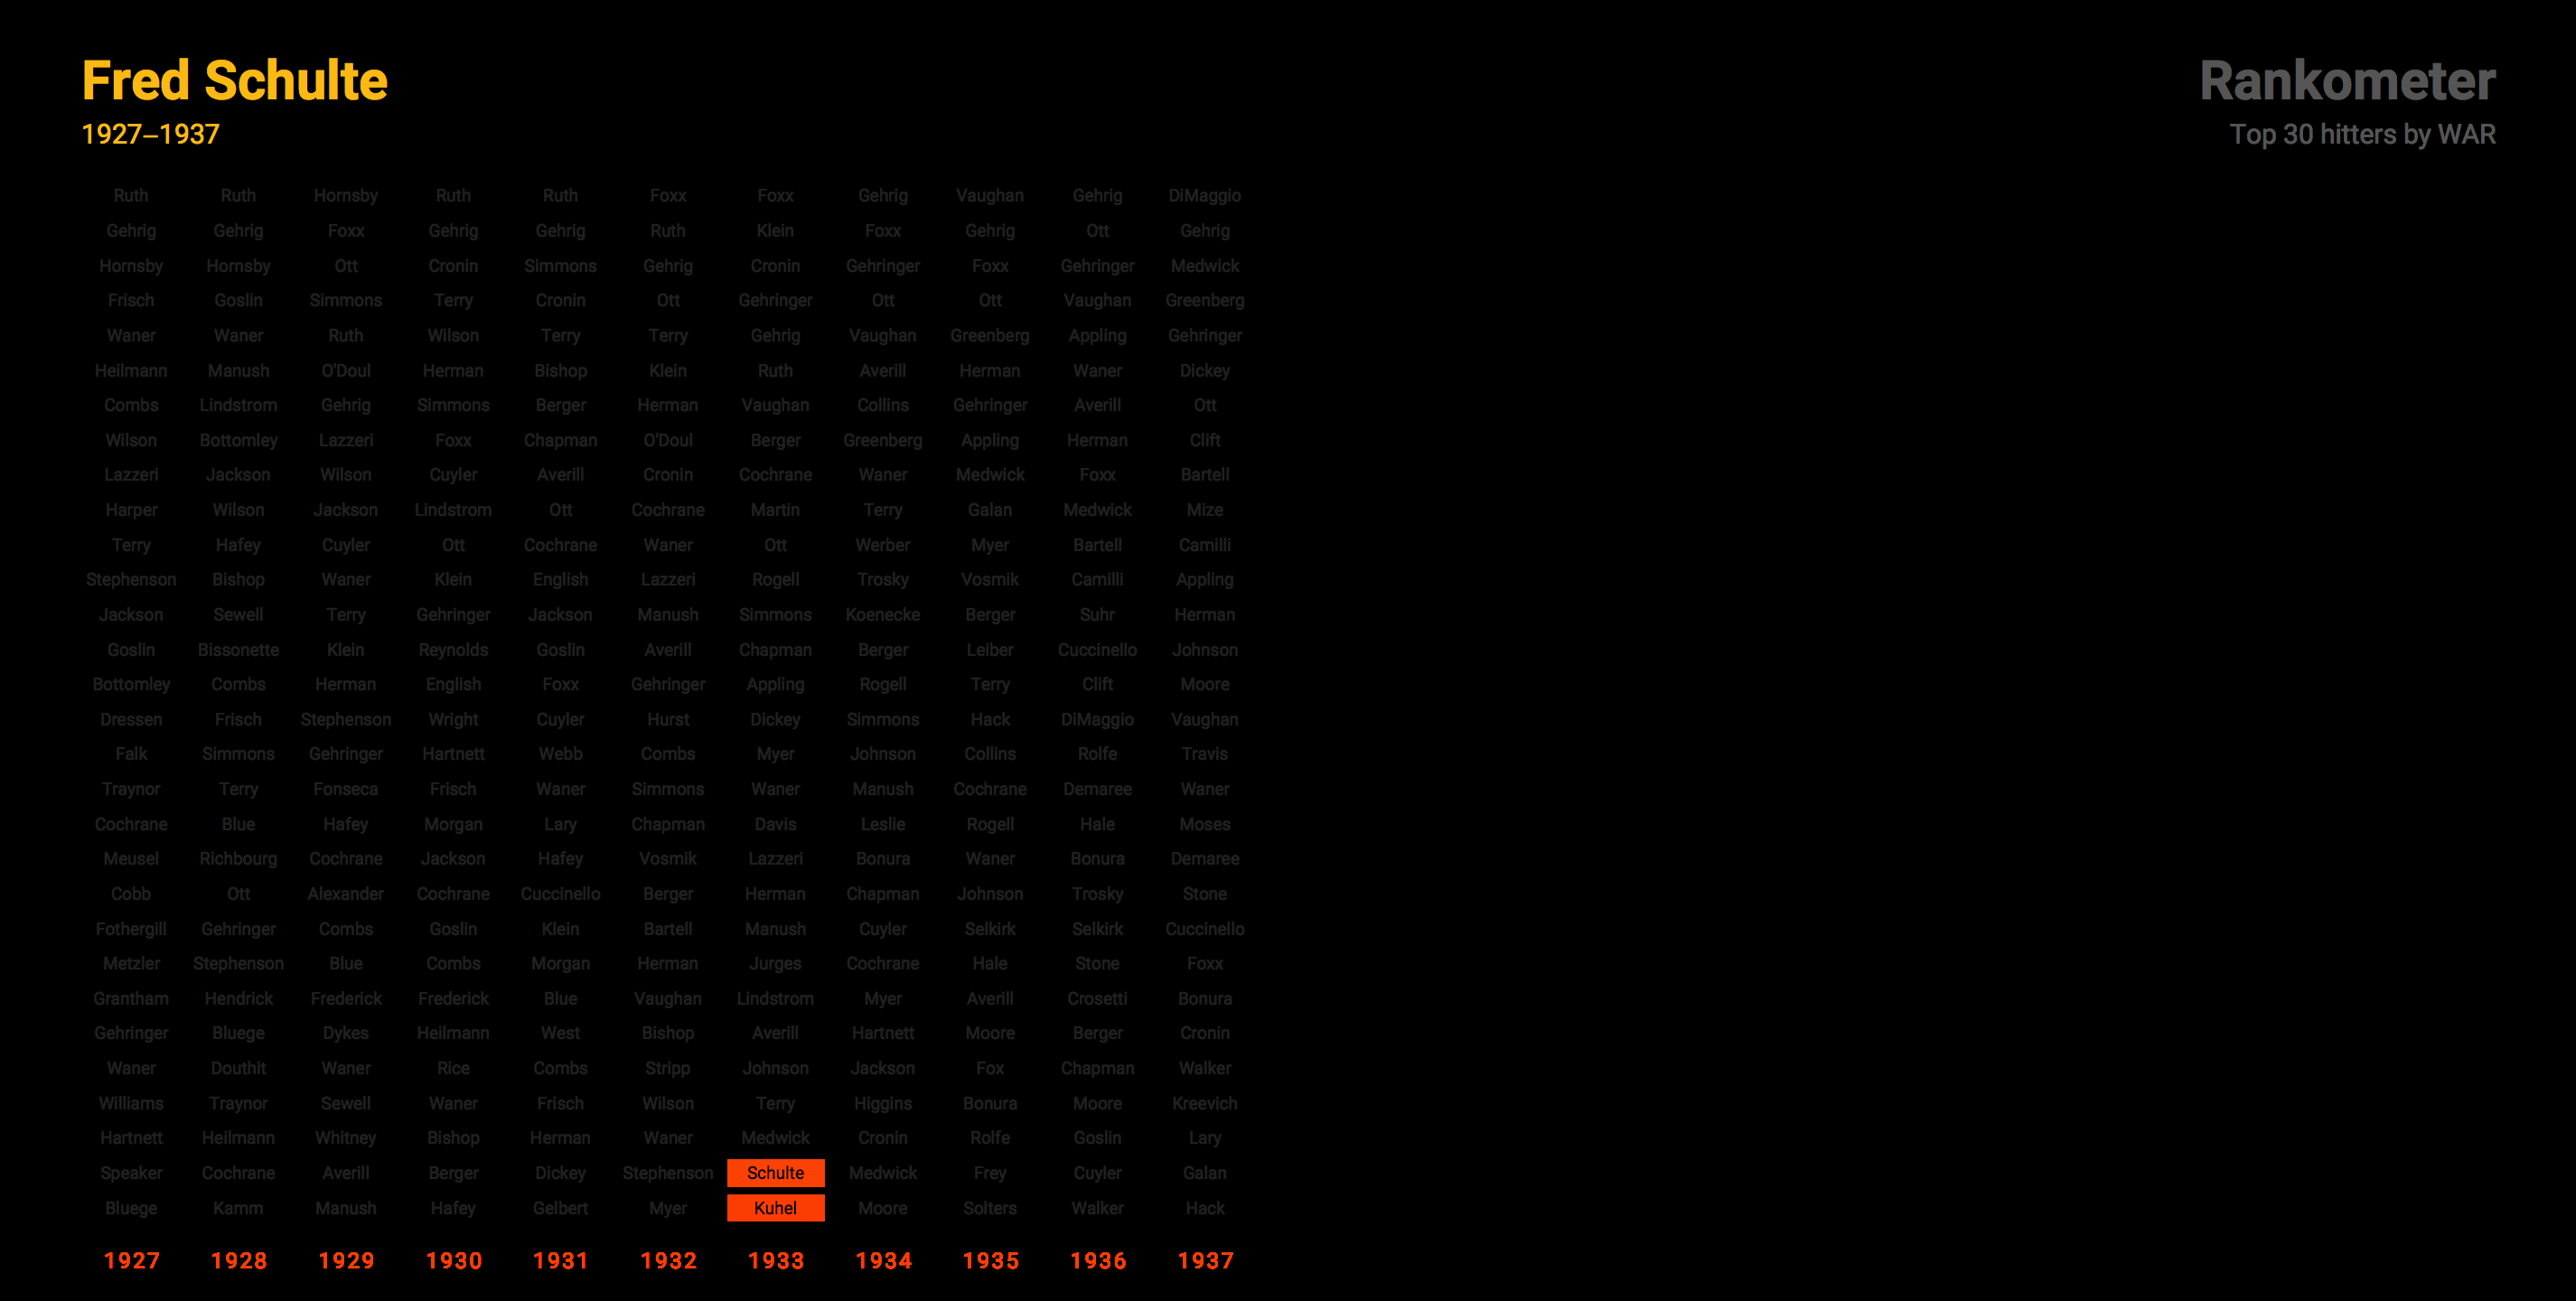 Fred Schulte
1927–1937
Rankometer
Top 30 hitters by WAR
Ruth Ruth Hornsby Ruth Ruth Foxx Foxx Gehrig Vaughan Gehrig DiMaggio
Gehrig Gehrig Foxx Gehrig Gehrig Ruth Klein Foxx Gehrig Ott Gehrig
Hornsby Hornsby Ott Cronin Simmons Gehrig Cronin Gehringer Foxx Gehringer Medwick
Frisch Goslin Simmons Terry Cronin Ott Gehringer Ott Ott Vaughan Greenberg
Waner Waner Ruth Wilson Terry Terry Gehrig Vaughan Greenberg Appling Gehringer
Heilmann Manush O'Doul Herman Bishop Klein Ruth Averill Herman Waner Dickey
Combs Lindstrom Gehrig Simmons Berger Herman Vaughan Collins Gehringer Averill Ott
Wilson Bottomley Lazzeri Foxx Chapman O'Doul Berger Greenberg Appling Herman Clift
Lazzeri Jackson Wilson Cuyler Averill Cronin Cochrane Waner Medwick Foxx Bartell
Harper Wilson Jackson Lindstrom Ott Cochrane Martin Terry Galan Medwick Mize
Terry Hafey Cuyler Ott Cochrane Waner Ott Werber Myer Bartell Camilli
Stephenson Bishop Waner Klein English Lazzeri Rogell Trosky Vosmik Camilli Appling
Jackson Sewell Terry Gehringer Jackson Manush Simmons Koenecke Berger Suhr Herman
Goslin Bissonette Klein Reynolds Goslin Averill Chapman Berger Leiber Cuccinello Johnson
Bottomley Combs Herman English Foxx Gehringer Appling Rogell Terry Clift Moore
Dressen Frisch Stephenson Wright Cuyler Hurst Dickey Simmons Hack DiMaggio Vaughan
Falk Simmons Gehringer Hartnett Webb Combs Myer Johnson Collins Rolfe Travis
Traynor Terry Fonseca Frisch Waner Simmons Waner Manush Cochrane Demaree Waner
Cochrane Blue Hafey Morgan Lary Chapman Davis Leslie Rogell Hale Moses
Meusel Richbourg Cochrane Jackson Hafey Vosmik Lazzeri Bonura Waner Bonura Demaree
Cobb Ott Alexander Cochrane Cuccinello Berger Herman Chapman Johnson Trosky Stone
Fothergill Gehringer Combs Goslin Klein Bartell Manush Cuyler Selkirk Selkirk Cuccinello
Metzler Stephenson Blue Combs Morgan Herman Jurges Cochrane Hale Stone Foxx
Grantham Hendrick Frederick Frederick Blue Vaughan Lindstrom Myer Averill Crosetti Bonura
Gehringer Bluege Dykes Heilmann West Bishop Averill Hartnett Moore Berger Cronin
Waner Douthit Waner Rice Combs Stripp Johnson Jackson Fox Chapman Walker
Williams Traynor Sewell Waner Frisch Wilson Terry Higgins Bonura Moore Kreevich
Hartnett Heilmann Whitney Bishop Herman Waner Medwick Cronin Rolfe Goslin Lary
Speaker Cochrane Averill Berger Dickey Stephenson Schulte Medwick Frey Cuyler Galan
Bluege Kamm Manush Hafey Gelbert Myer Kuhel Moore Solters Walker Hack
1927 1928 1929 1930 1931 1932 1933 1934 1935 1936 1937